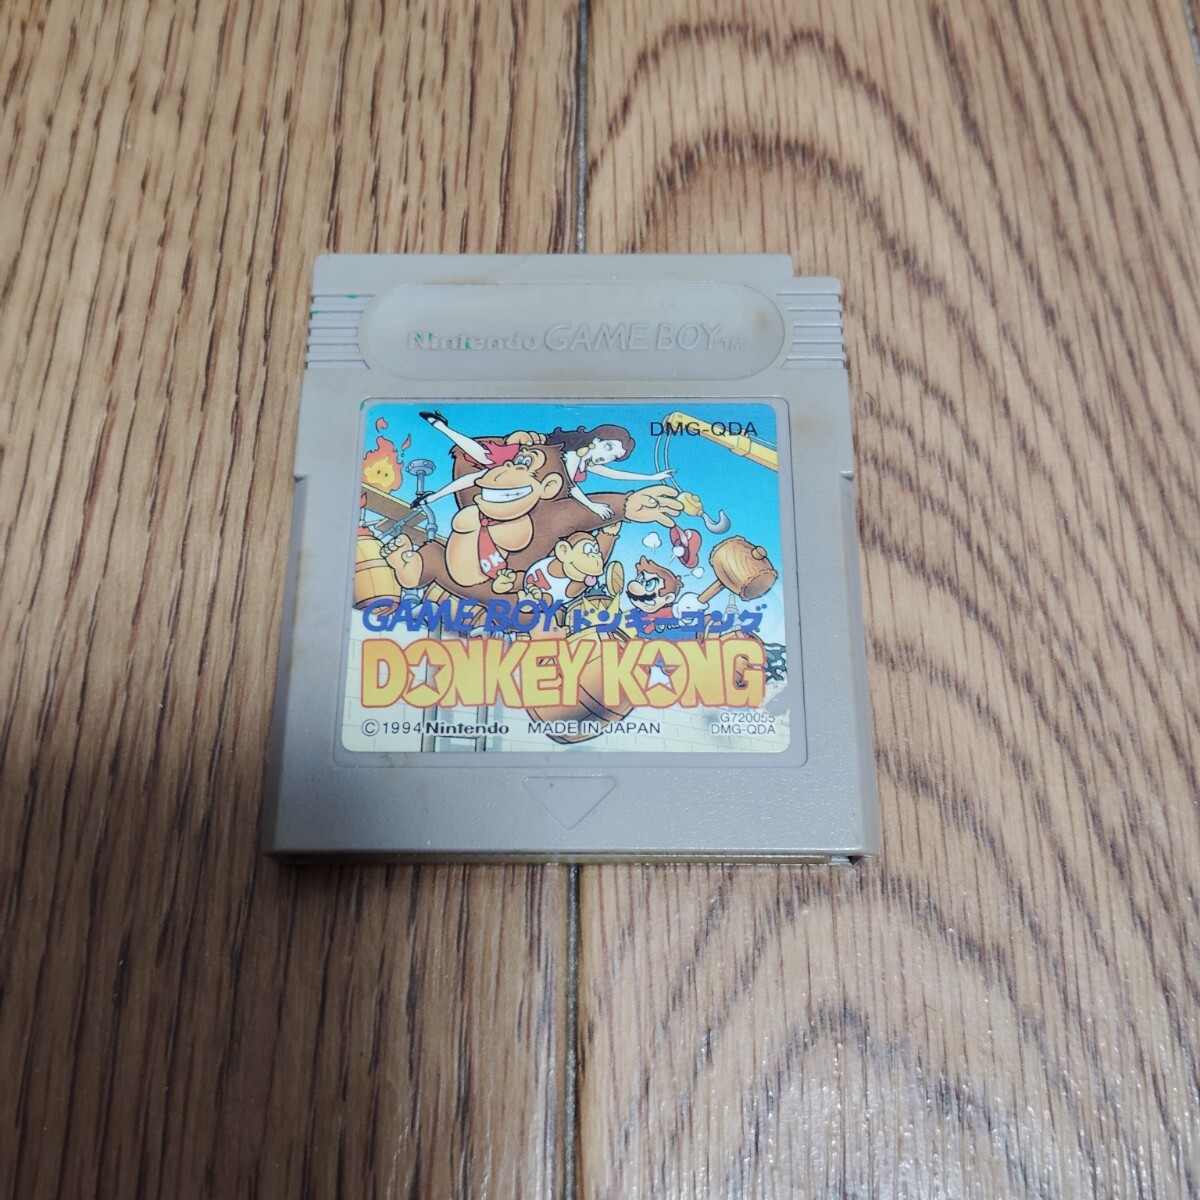 Nintendo GAME BOY TM
DMG-QDA
DK
GAME BOY ドンキーコング
DONKEY KONG
G720055
©1994 Nintendo MADE IN JAPAN DMG-QDA